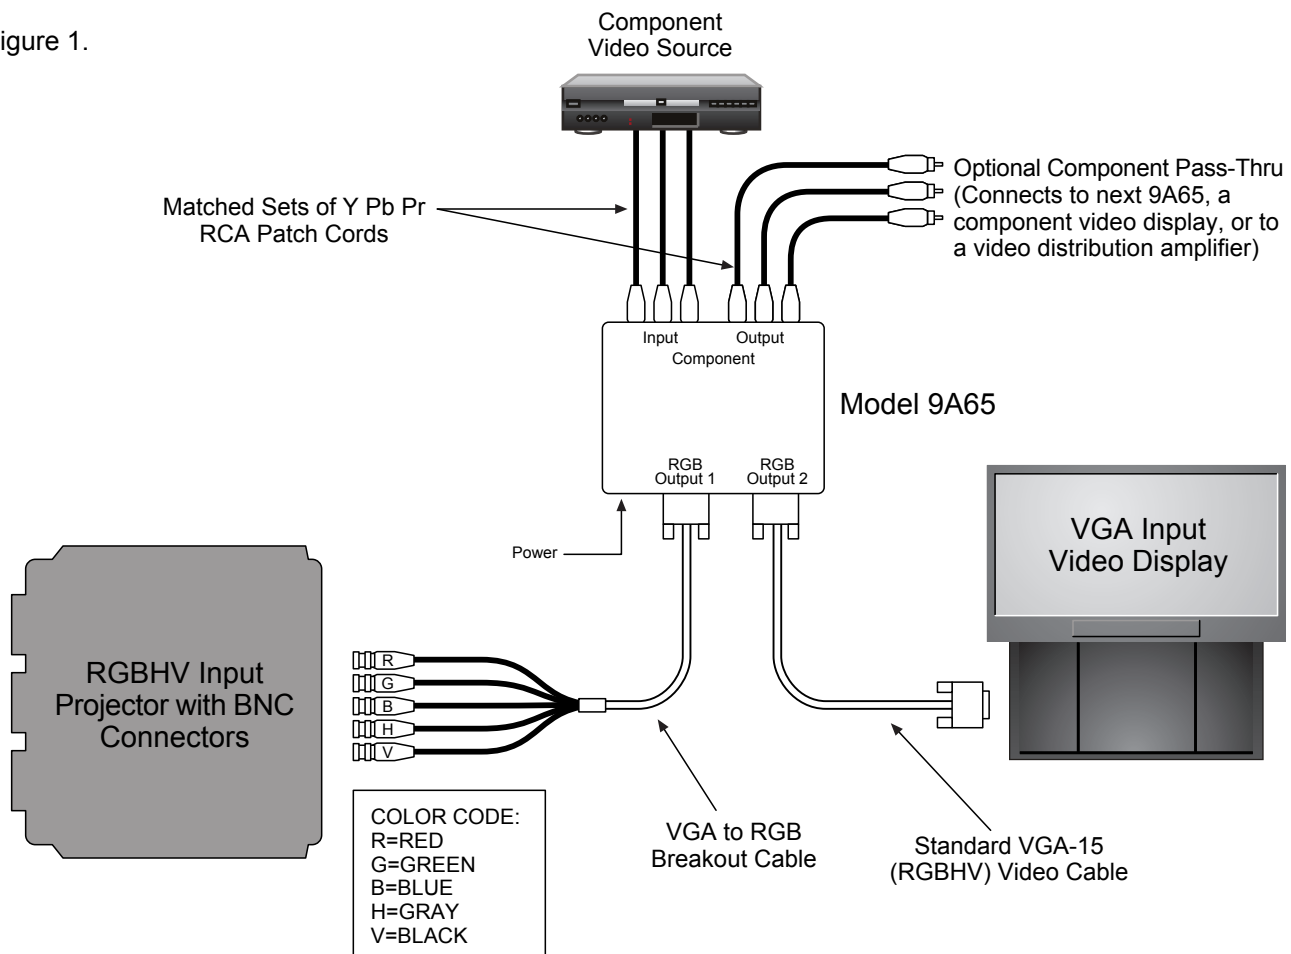 igure 1.
Component
Video Source
Optional Component Pass-Thru
(Connects to next 9A65, a
component video display, or to
a video distribution amplifier)
Matched Sets of Y Pb Pr
RCA Patch Cords
Input
Output
Component
Model 9A65
RGB
Output 1
RGB
Output 2
Power
VGA Input
Video Display
RGBHV Input
Projector with BNC
Connectors
R
G
B
H
V
COLOR CODE:
R=RED
G=GREEN
B=BLUE
H=GRAY
V=BLACK
VGA to RGB
Breakout Cable
Standard VGA-15
(RGBHV) Video Cable